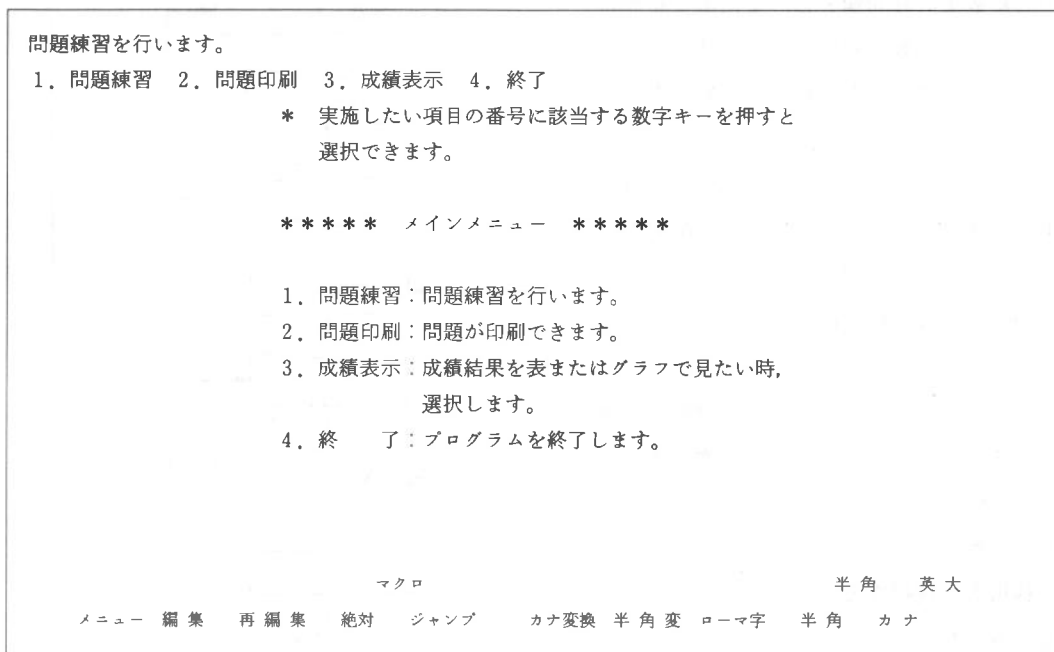 問題練習を行います。
1．問題練習　2．問題印刷　3．成績表示　4．終了
＊　実施したい項目の番号に該当する数字キーを押すと
選択できます。
＊＊＊＊＊　メインメニュー　＊＊＊＊＊
1．問題練習：問題練習を行います。
2．問題印刷：問題が印刷できます。
3．成績表示：成績結果を表またはグラフで見たい時，
選択します。
4．終　　了：プログラムを終了します。
マクロ　半角　英大
メニュー　編集　再編集　絶対　ジャンプ　カナ変換　半角変　ローマ字　半角　カナ